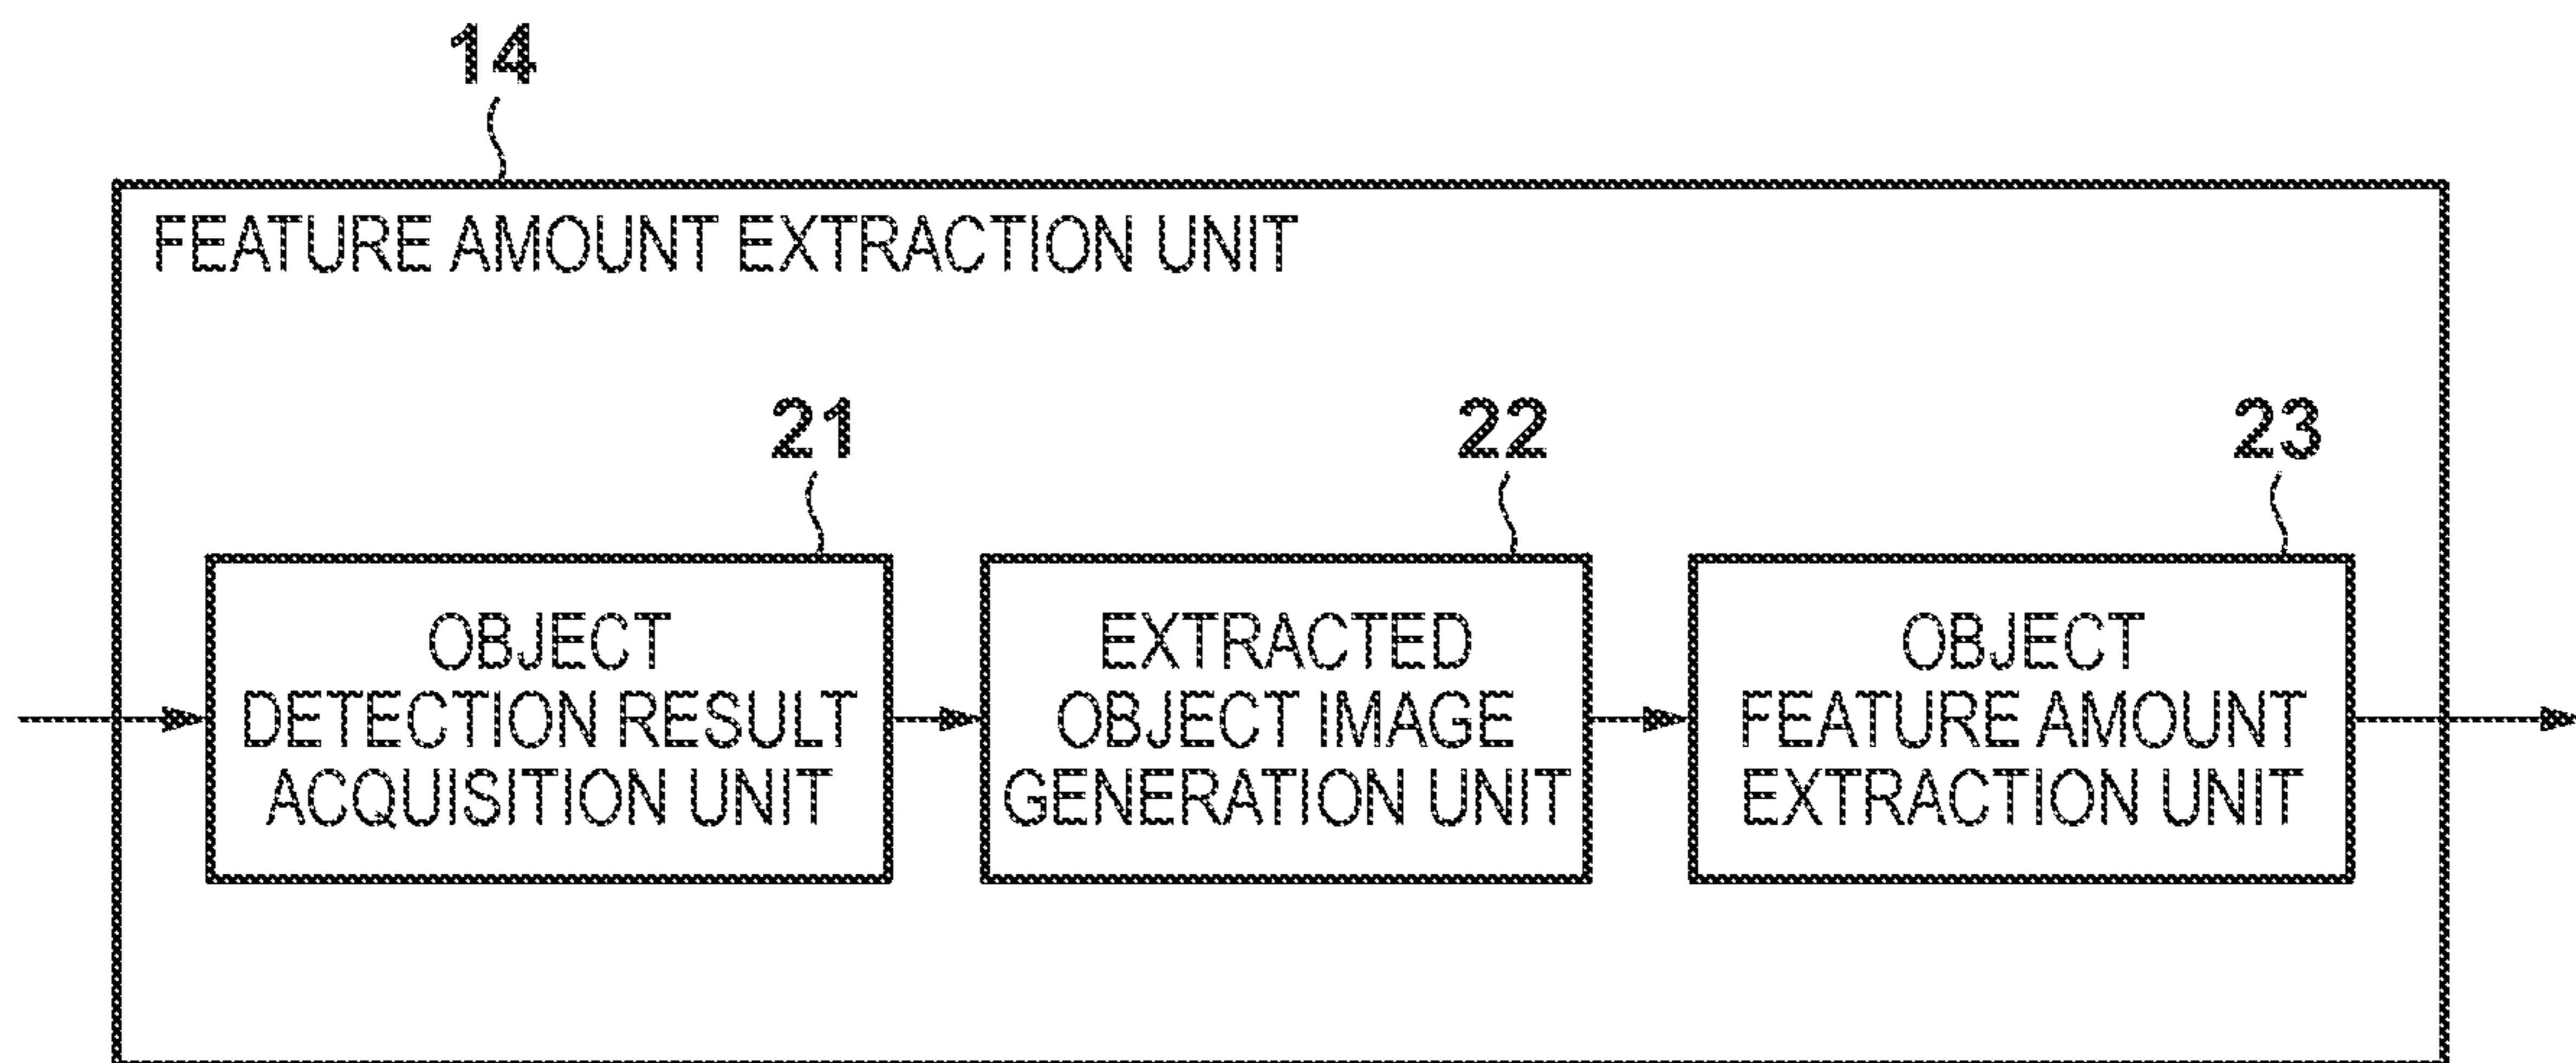 14
FEATURE AMOUNT EXTRACTION UNIT
21
22
23
OBJECT
DETECTION RESULT
ACQUISITION UNIT
EXTRACTED
OBJECT IMAGE
GENERATION UNIT
OBJECT
FEATURE AMOUNT
EXTRACTION UNIT